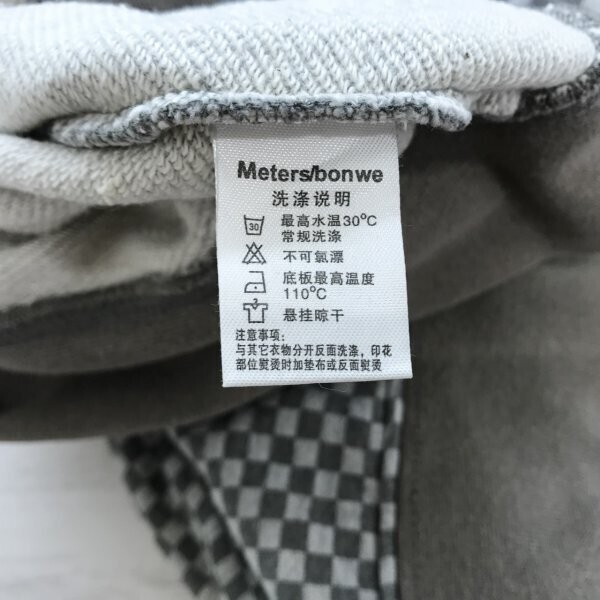 Meters/bonwe
洗涤说明
30 最高水温30°C
常规洗涤
不可氯漂
底板最高温度
110°C
悬挂晾干
注意事项:
与其它衣物分开反面洗涤，印花
部位熨烫时加垫布或反面熨烫